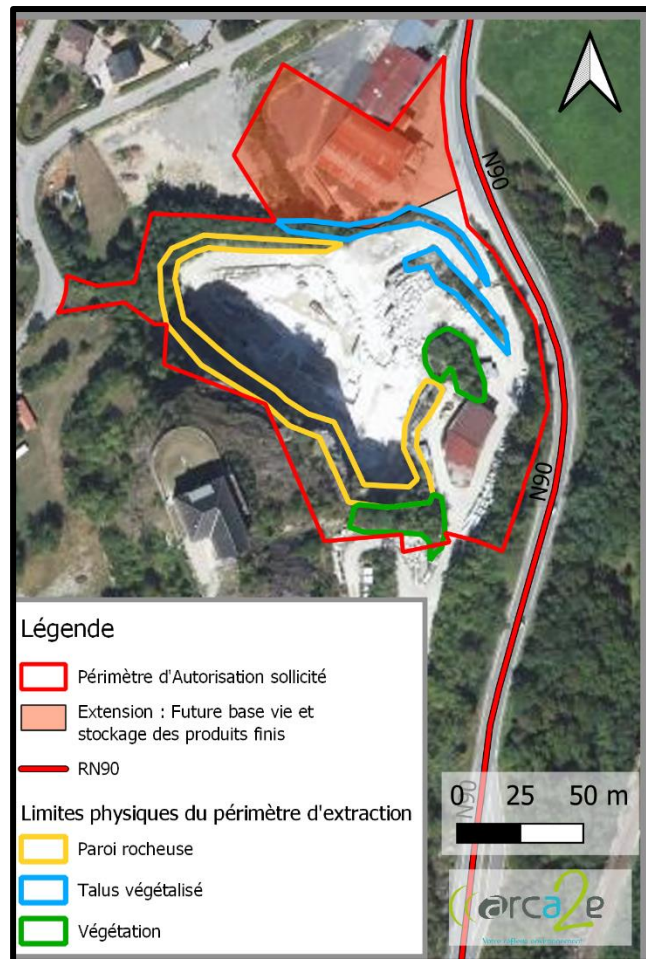 N90
N90
Légende
Périmètre d'Autorisation sollicité
Extension : Future base vie et
stockage des produits finis
RN90
Limites physiques du périmètre d'extraction
Paroi rocheuse
Talus végétalisé
Végétation
N90
0 25 50 m
arca2e